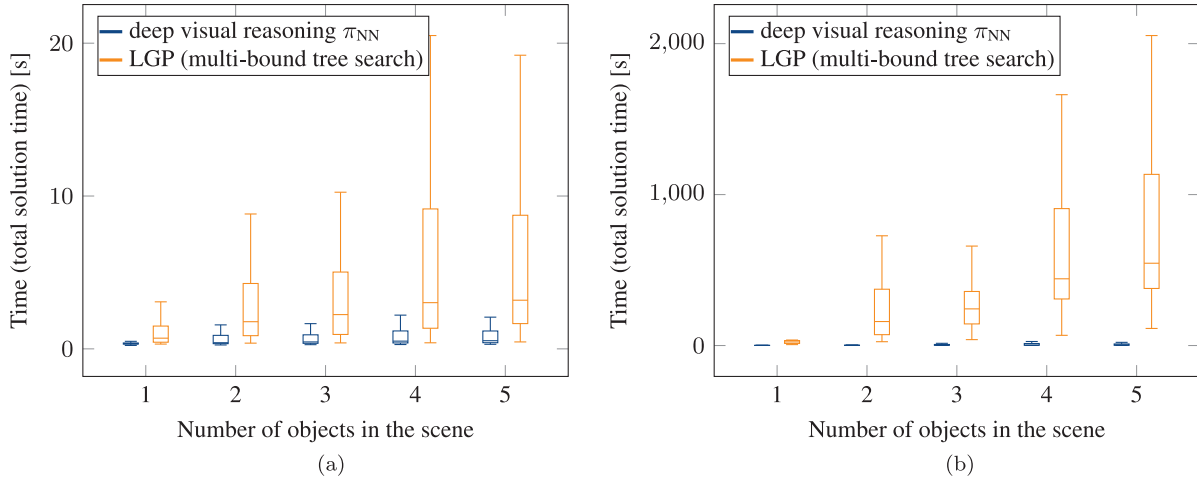 deep visual reasoning πNN
LGP (multi-bound tree search)
Time (total solution time) [s]
20
10
0
1 2 3 4 5
Number of objects in the scene
(a)
deep visual reasoning πNN
LGP (multi-bound tree search)
Time (total solution time) [s]
2,000
1,000
0
1 2 3 4 5
Number of objects in the scene
(b)